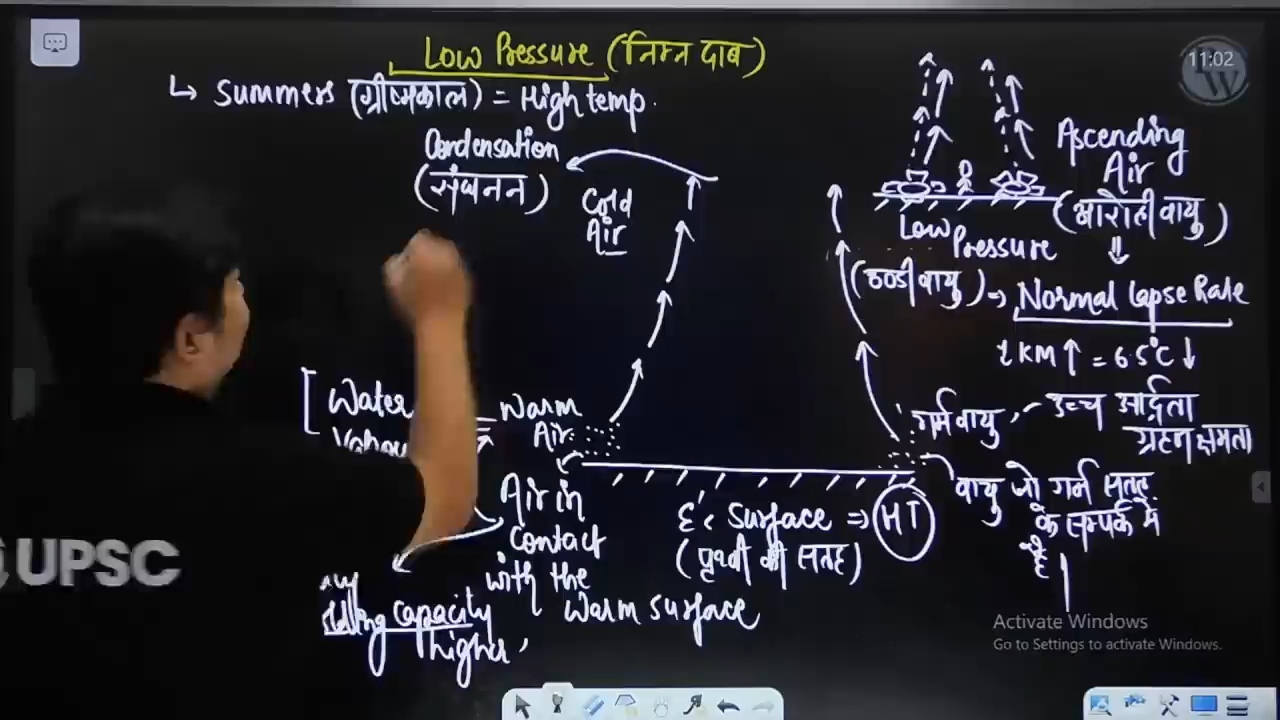 Low Pressure (निम्न दाब)
↳ Summers (ग्रीष्मकाल) = High temp.
Condensation
(संघनन)
Cold
Air
11:02
Ascending
Air
(आरोही वायु)
Low
Pressure
(ठण्डी वायु) → Normal Lapse Rate
1 KM ↑ = 6.5°C ↓
Water
Warm
Air
गर्म वायु
उच्च आर्द्रता
ग्रहण क्षमता
Air in
contact
with the
warm surface
E's Surface ⇒ HT
(पृथ्वी की सतह)
वायु जो गर्म सतह
के सम्पर्क में
है
capacity
higher
UPSC
Activate Windows
Go to Settings to activate Windows.